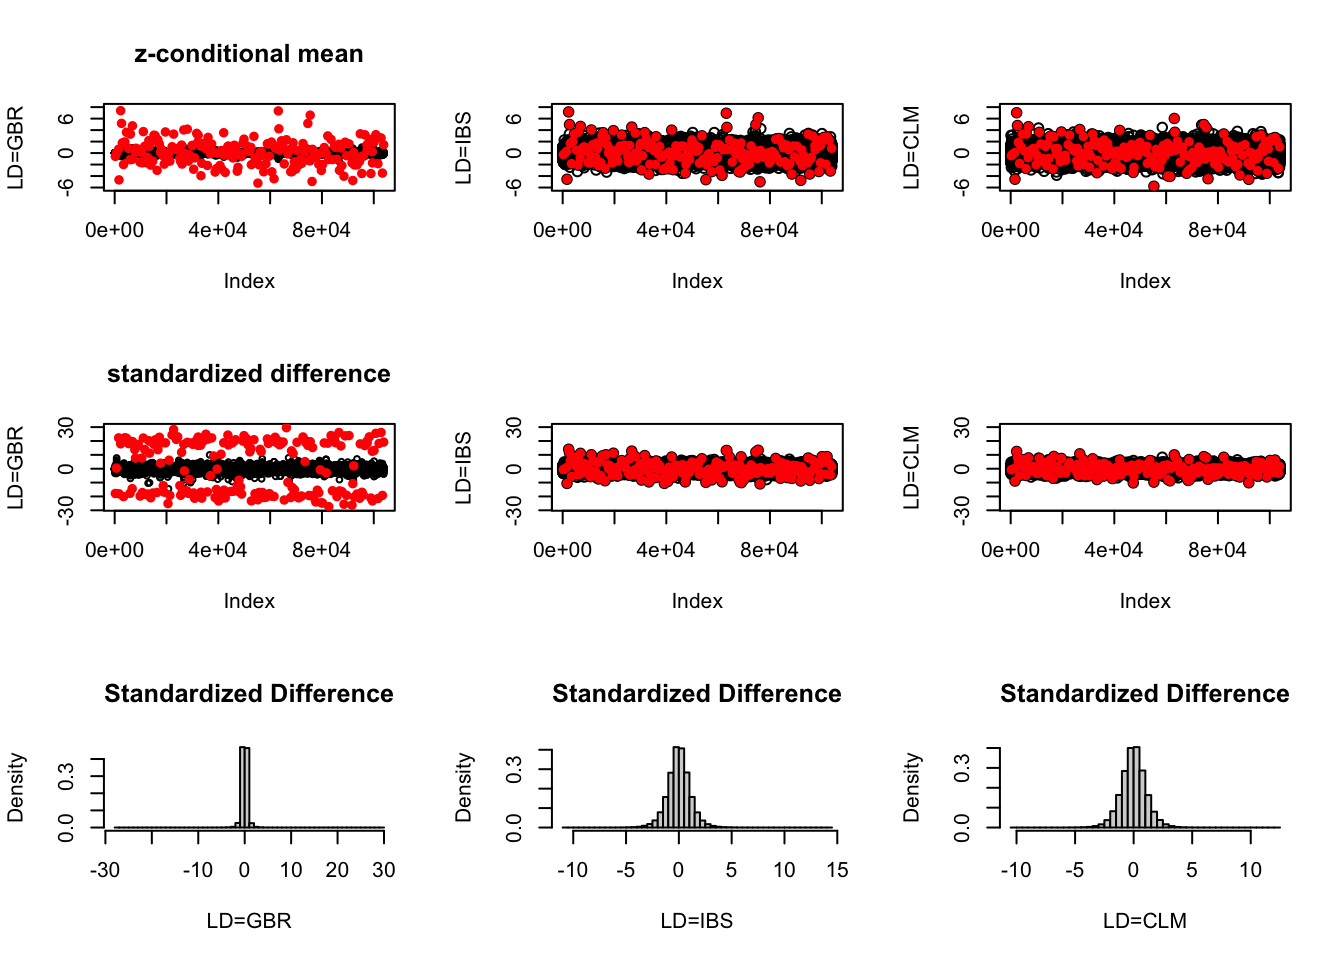 z-conditional mean
LD=GBR
6
0
-6
0e+00 4e+04 8e+04
Index
LD=IBS
6
0
-6
0e+00 4e+04 8e+04
Index
LD=CLM
6
0
-6
0e+00 4e+04 8e+04
Index
standardized difference
LD=GBR
30
0
-30
0e+00 4e+04 8e+04
Index
LD=IBS
30
0
-30
0e+00 4e+04 8e+04
Index
LD=CLM
30
0
-30
0e+00 4e+04 8e+04
Index
Standardized Difference
Density
0.3
0.0
-30 -10 0 10 20 30
LD=GBR
Standardized Difference
Density
0.3
0.0
-10 -5 0 5 10 15
LD=IBS
Standardized Difference
Density
0.3
0.0
-10 -5 0 5 10
LD=CLM